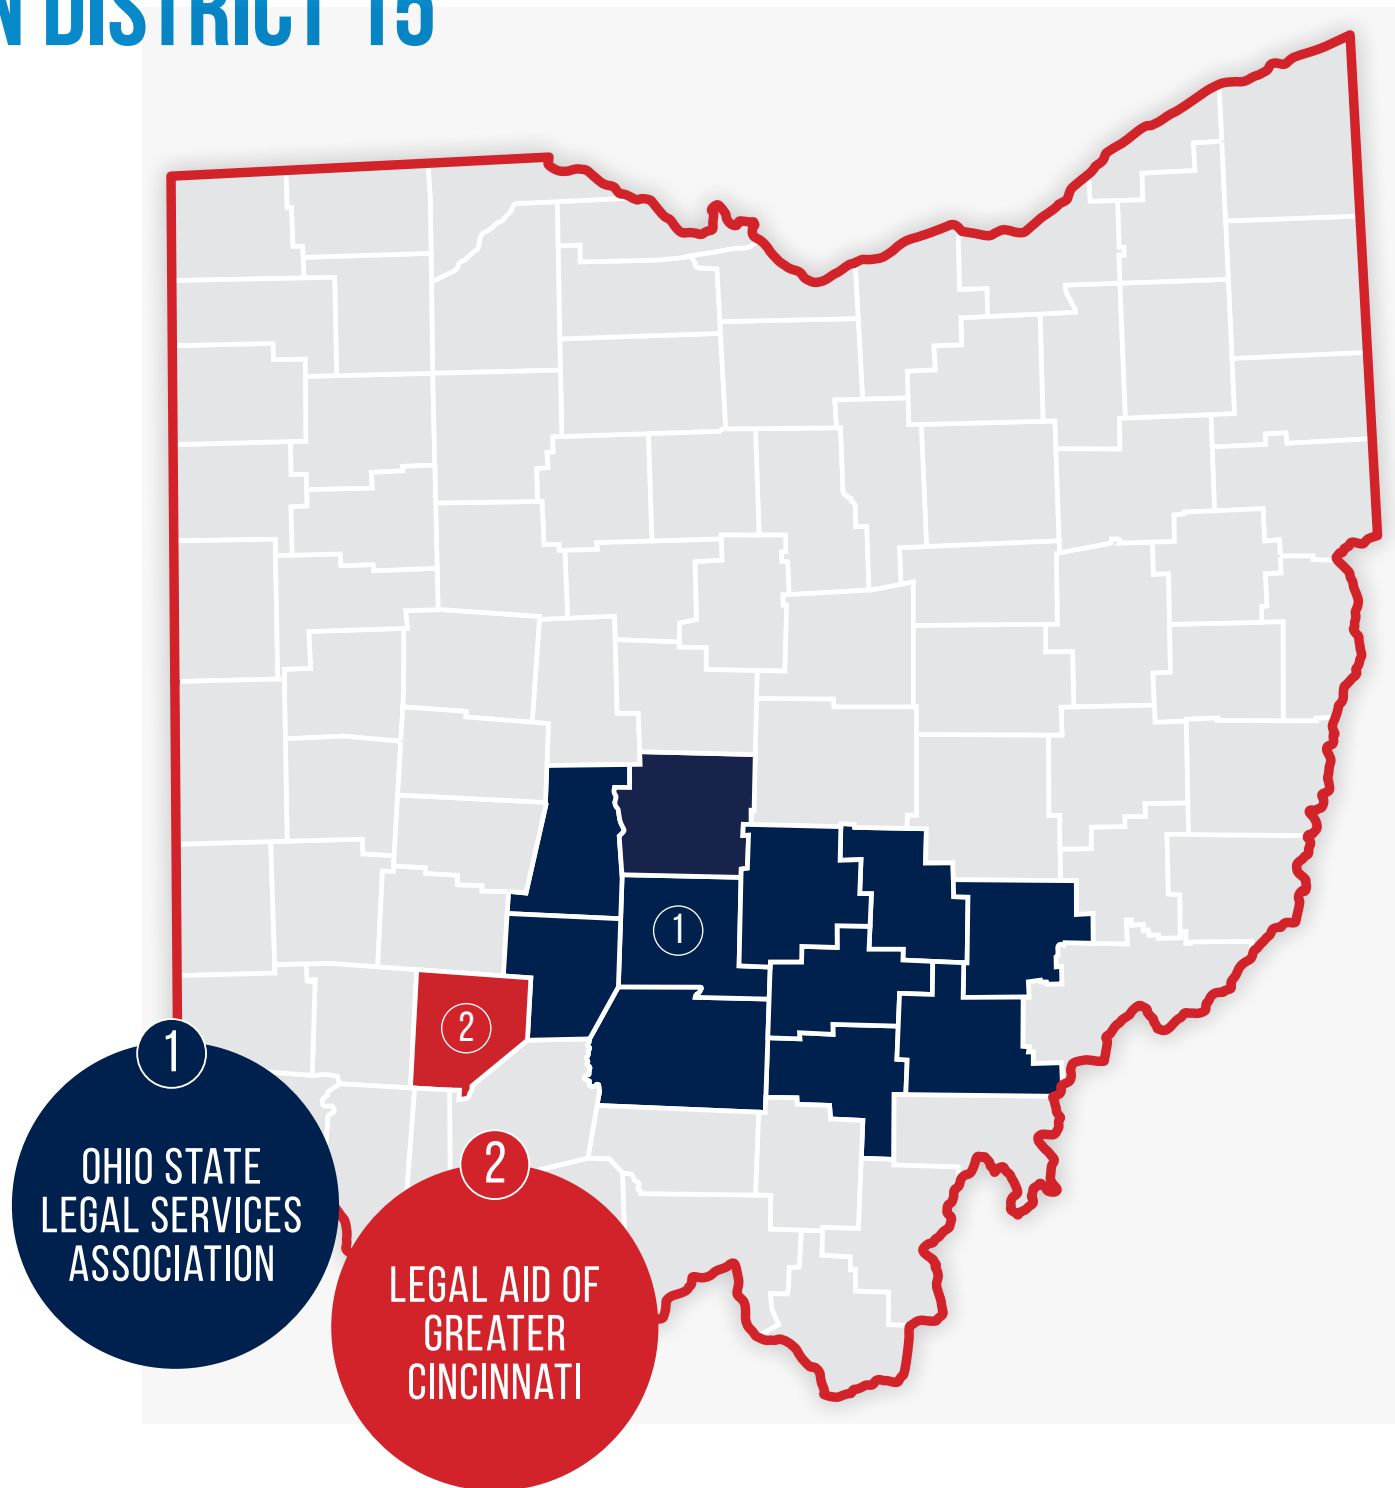 N DISTRICT 15
1
2
1
OHIO STATE
LEGAL SERVICES
ASSOCIATION
2
LEGAL AID OF
GREATER
CINCINNATI